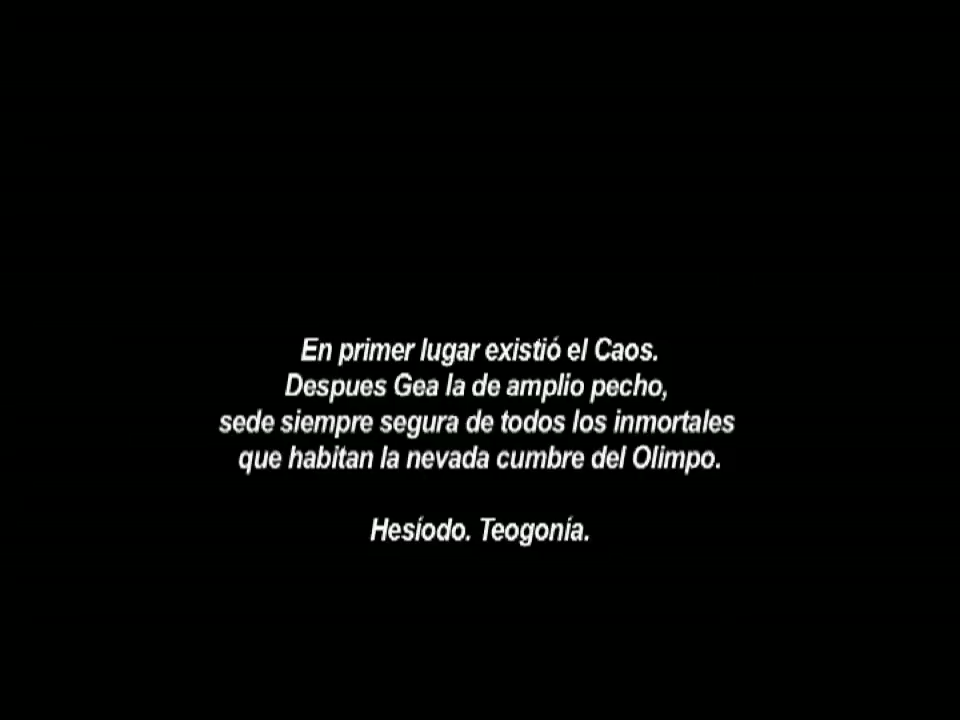 En primer lugar existió el Caos.
Despues Gea la de amplio pecho,
sede siempre segura de todos los inmortales
que habitan la nevada cumbre del Olimpo.
Hesíodo. Teogonía.